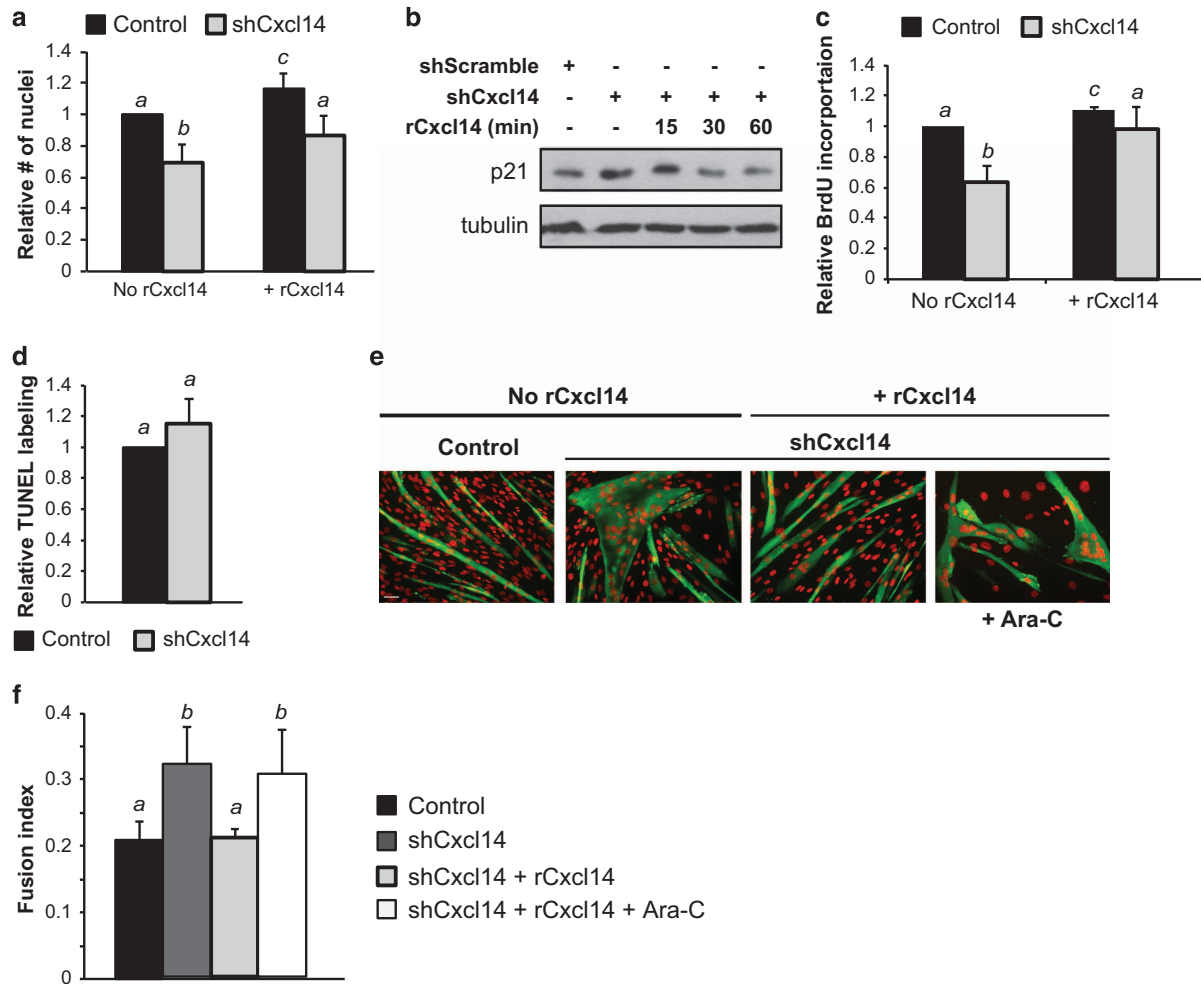 a
Control shCxcl14
Relative # of nuclei
1.4
1.2
1
0.8
0.6
0.4
0.2
0
a
b
c
a
No rCxcl14
+ rCxcl14
b
shScramble + - - - -
shCxcl14 - + + + +
rCxcl14 (min) - - 15 30 60
p21
tubulin
c
Control shCxcl14
Relative BrdU incorportaion
1.4
1.2
1
0.8
0.6
0.4
0.2
0
a
b
c
a
No rCxcl14
+ rCxcl14
d
Relative TUNEL labeling
1.4
1.2
1
0.8
0.6
0.4
0.2
0
a
a
Control shCxcl14
e
No rCxcl14
+ rCxcl14
Control
shCxcl14
+ Ara-C
f
Fusion index
0.4
0.3
0.2
0.1
0
a
b
a
b
Control
shCxcl14
shCxcl14 + rCxcl14
shCxcl14 + rCxcl14 + Ara-C